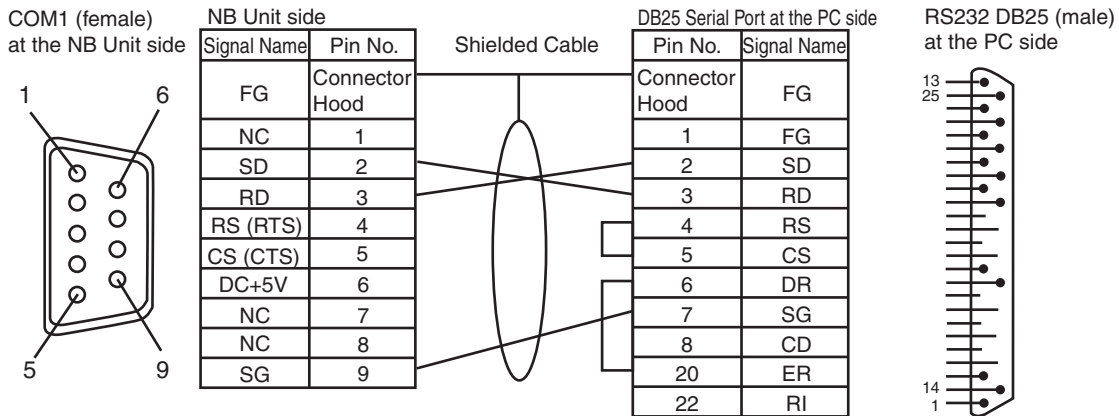 COM1 (female)
at the NB Unit side
1
6
5
9
NB Unit side
Signal Name Pin No.
FG Connector Hood
NC 1
SD 2
RD 3
RS (RTS) 4
CS (CTS) 5
DC+5V 6
NC 7
NC 8
SG 9
Shielded Cable
DB25 Serial Port at the PC side
Pin No. Signal Name
Connector Hood FG
1 FG
2 SD
3 RD
4 RS
5 CS
6 DR
7 SG
8 CD
20 ER
22 RI
RS232 DB25 (male)
at the PC side
13
25
14
1